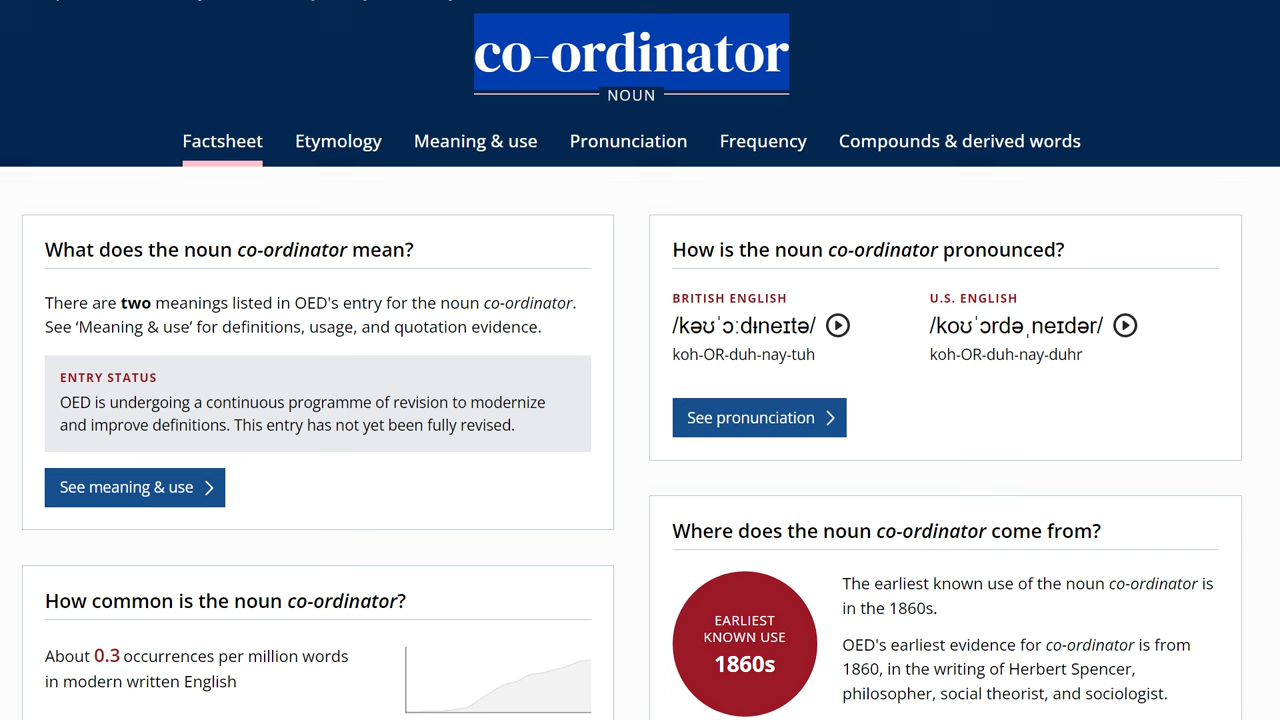 co-ordinator
NOUN
Factsheet Etymology Meaning & use Pronunciation Frequency Compounds & derived words
What does the noun co-ordinator mean?
There are two meanings listed in OED's entry for the noun co-ordinator.
See ‘Meaning & use’ for definitions, usage, and quotation evidence.
ENTRY STATUS
OED is undergoing a continuous programme of revision to modernize
and improve definitions. This entry has not yet been fully revised.
See meaning & use
How common is the noun co-ordinator?
About 0.3 occurrences per million words
in modern written English
How is the noun co-ordinator pronounced?
BRITISH ENGLISH
/kəʊˈɔːdᵻneɪtə/
koh-OR-duh-nay-tuh
U.S. ENGLISH
/koʊˈɔrdəˌneɪdər/
koh-OR-duh-nay-duhr
See pronunciation
Where does the noun co-ordinator come from?
EARLIEST
KNOWN USE
1860s
The earliest known use of the noun co-ordinator is
in the 1860s.
OED's earliest evidence for co-ordinator is from
1860, in the writing of Herbert Spencer,
philosopher, social theorist, and sociologist.